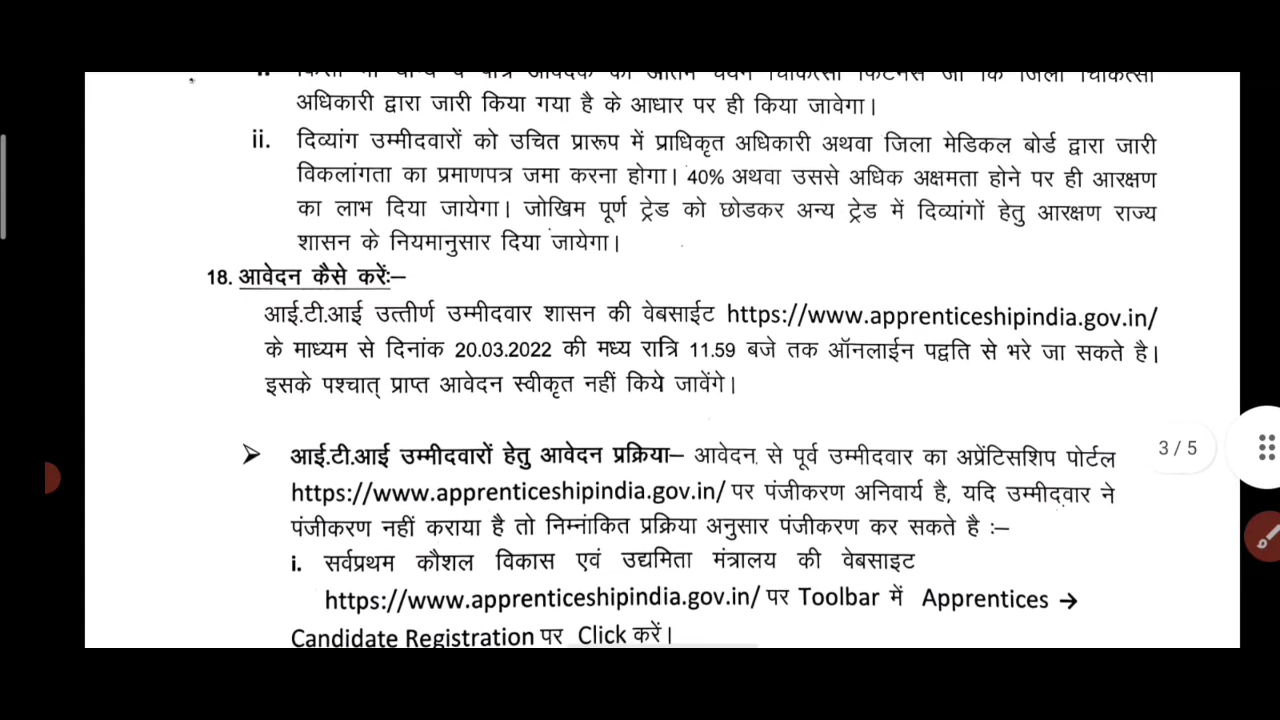 अधिकारी द्वारा जारी किया गया है के आधार पर ही किया जावेगा।
ii. दिव्यांग उम्मीदवारों को उचित प्रारूप में प्राधिकृत अधिकारी अथवा जिला मेडिकल बोर्ड द्वारा जारी
विकलांगता का प्रमाणपत्र जमा करना होगा। 40% अथवा उससे अधिक अक्षमता होने पर ही आरक्षण
का लाभ दिया जायेगा। जोखिम पूर्ण ट्रेड को छोडकर अन्य ट्रेड में दिव्यांगों हेतु आरक्षण राज्य
शासन के नियमानुसार दिया जायेगा।
18. आवेदन कैसे करें:–
आई.टी.आई उत्तीर्ण उम्मीदवार शासन की वेबसाईट https://www.apprenticeshipindia.gov.in/
के माध्यम से दिनांक 20.03.2022 की मध्य रात्रि 11.59 बजे तक ऑनलाईन पद्वति से भरे जा सकते है।
इसके पश्चात् प्राप्त आवेदन स्वीकृत नहीं किये जावेंगे।
➢ आई.टी.आई उम्मीदवारों हेतु आवेदन प्रक्रिया– आवेदन से पूर्व उम्मीदवार का अप्रेंटिसशिप पोर्टल
3 / 5
https://www.apprenticeshipindia.gov.in/ पर पंजीकरण अनिवार्य है, यदि उम्मीदवार ने
पंजीकरण नहीं कराया है तो निम्नांकित प्रक्रिया अनुसार पंजीकरण कर सकते है :–
i. सर्वप्रथम कौशल विकास एवं उद्यमिता मंत्रालय की वेबसाइट
https://www.apprenticeshipindia.gov.in/ पर Toolbar में Apprentices →
Candidate Registration पर Click करें।